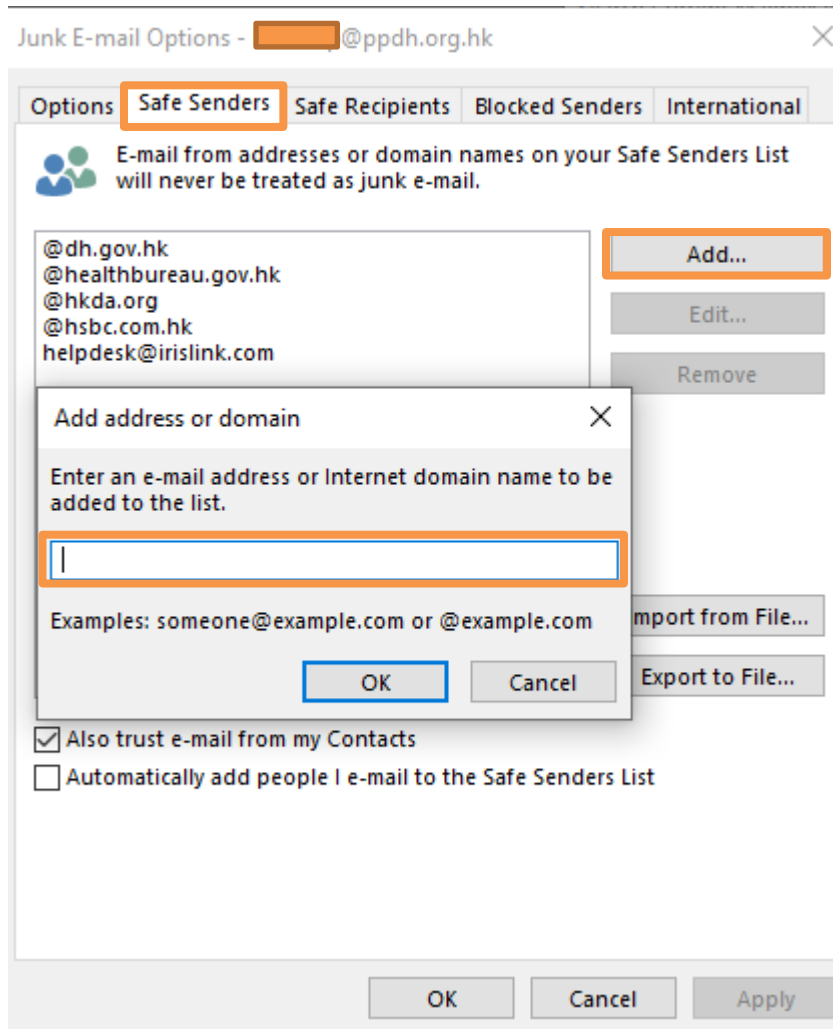 Junk E-mail Options - @ppdh.org.hk
Options Safe Senders Safe Recipients Blocked Senders International
E-mail from addresses or domain names on your Safe Senders List
will never be treated as junk e-mail.
@dh.gov.hk
@healthbureau.gov.hk
@hkda.org
@hsbc.com.hk
helpdesk@irislink.com
Add...
Edit...
Remove
Add address or domain
Enter an e-mail address or Internet domain name to be
added to the list.
Examples: someone@example.com or @example.com
OK Cancel
mport from File...
Export to File...
Also trust e-mail from my Contacts
Automatically add people I e-mail to the Safe Senders List
OK Cancel Apply